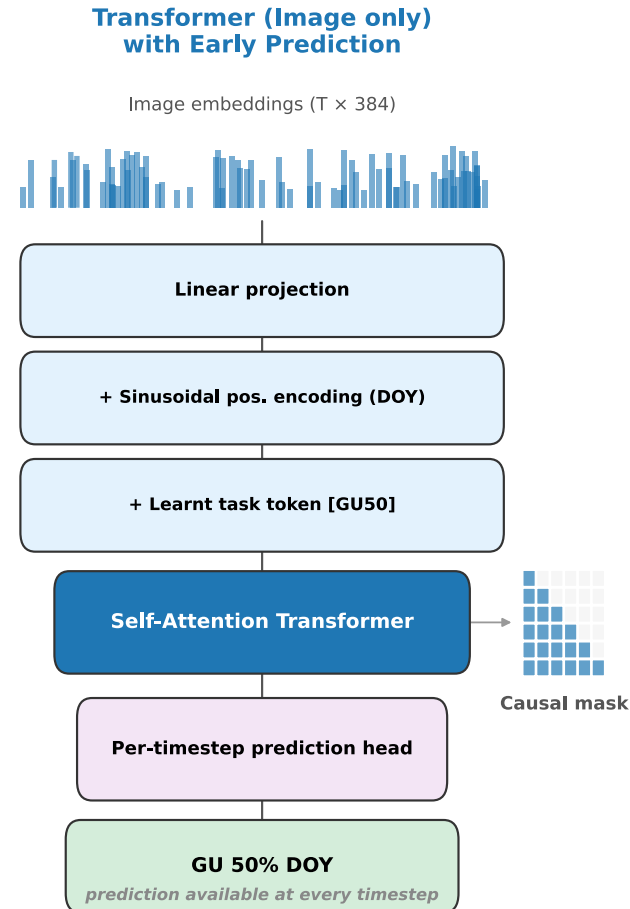 Transformer (Image only)
with Early Prediction
Image embeddings (T × 384)
Linear projection
+ Sinusoidal pos. encoding (DOY)
+ Learnt task token [GU50]
Self-Attention Transformer
Causal mask
Per-timestep prediction head
GU 50% DOY
prediction available at every timestep